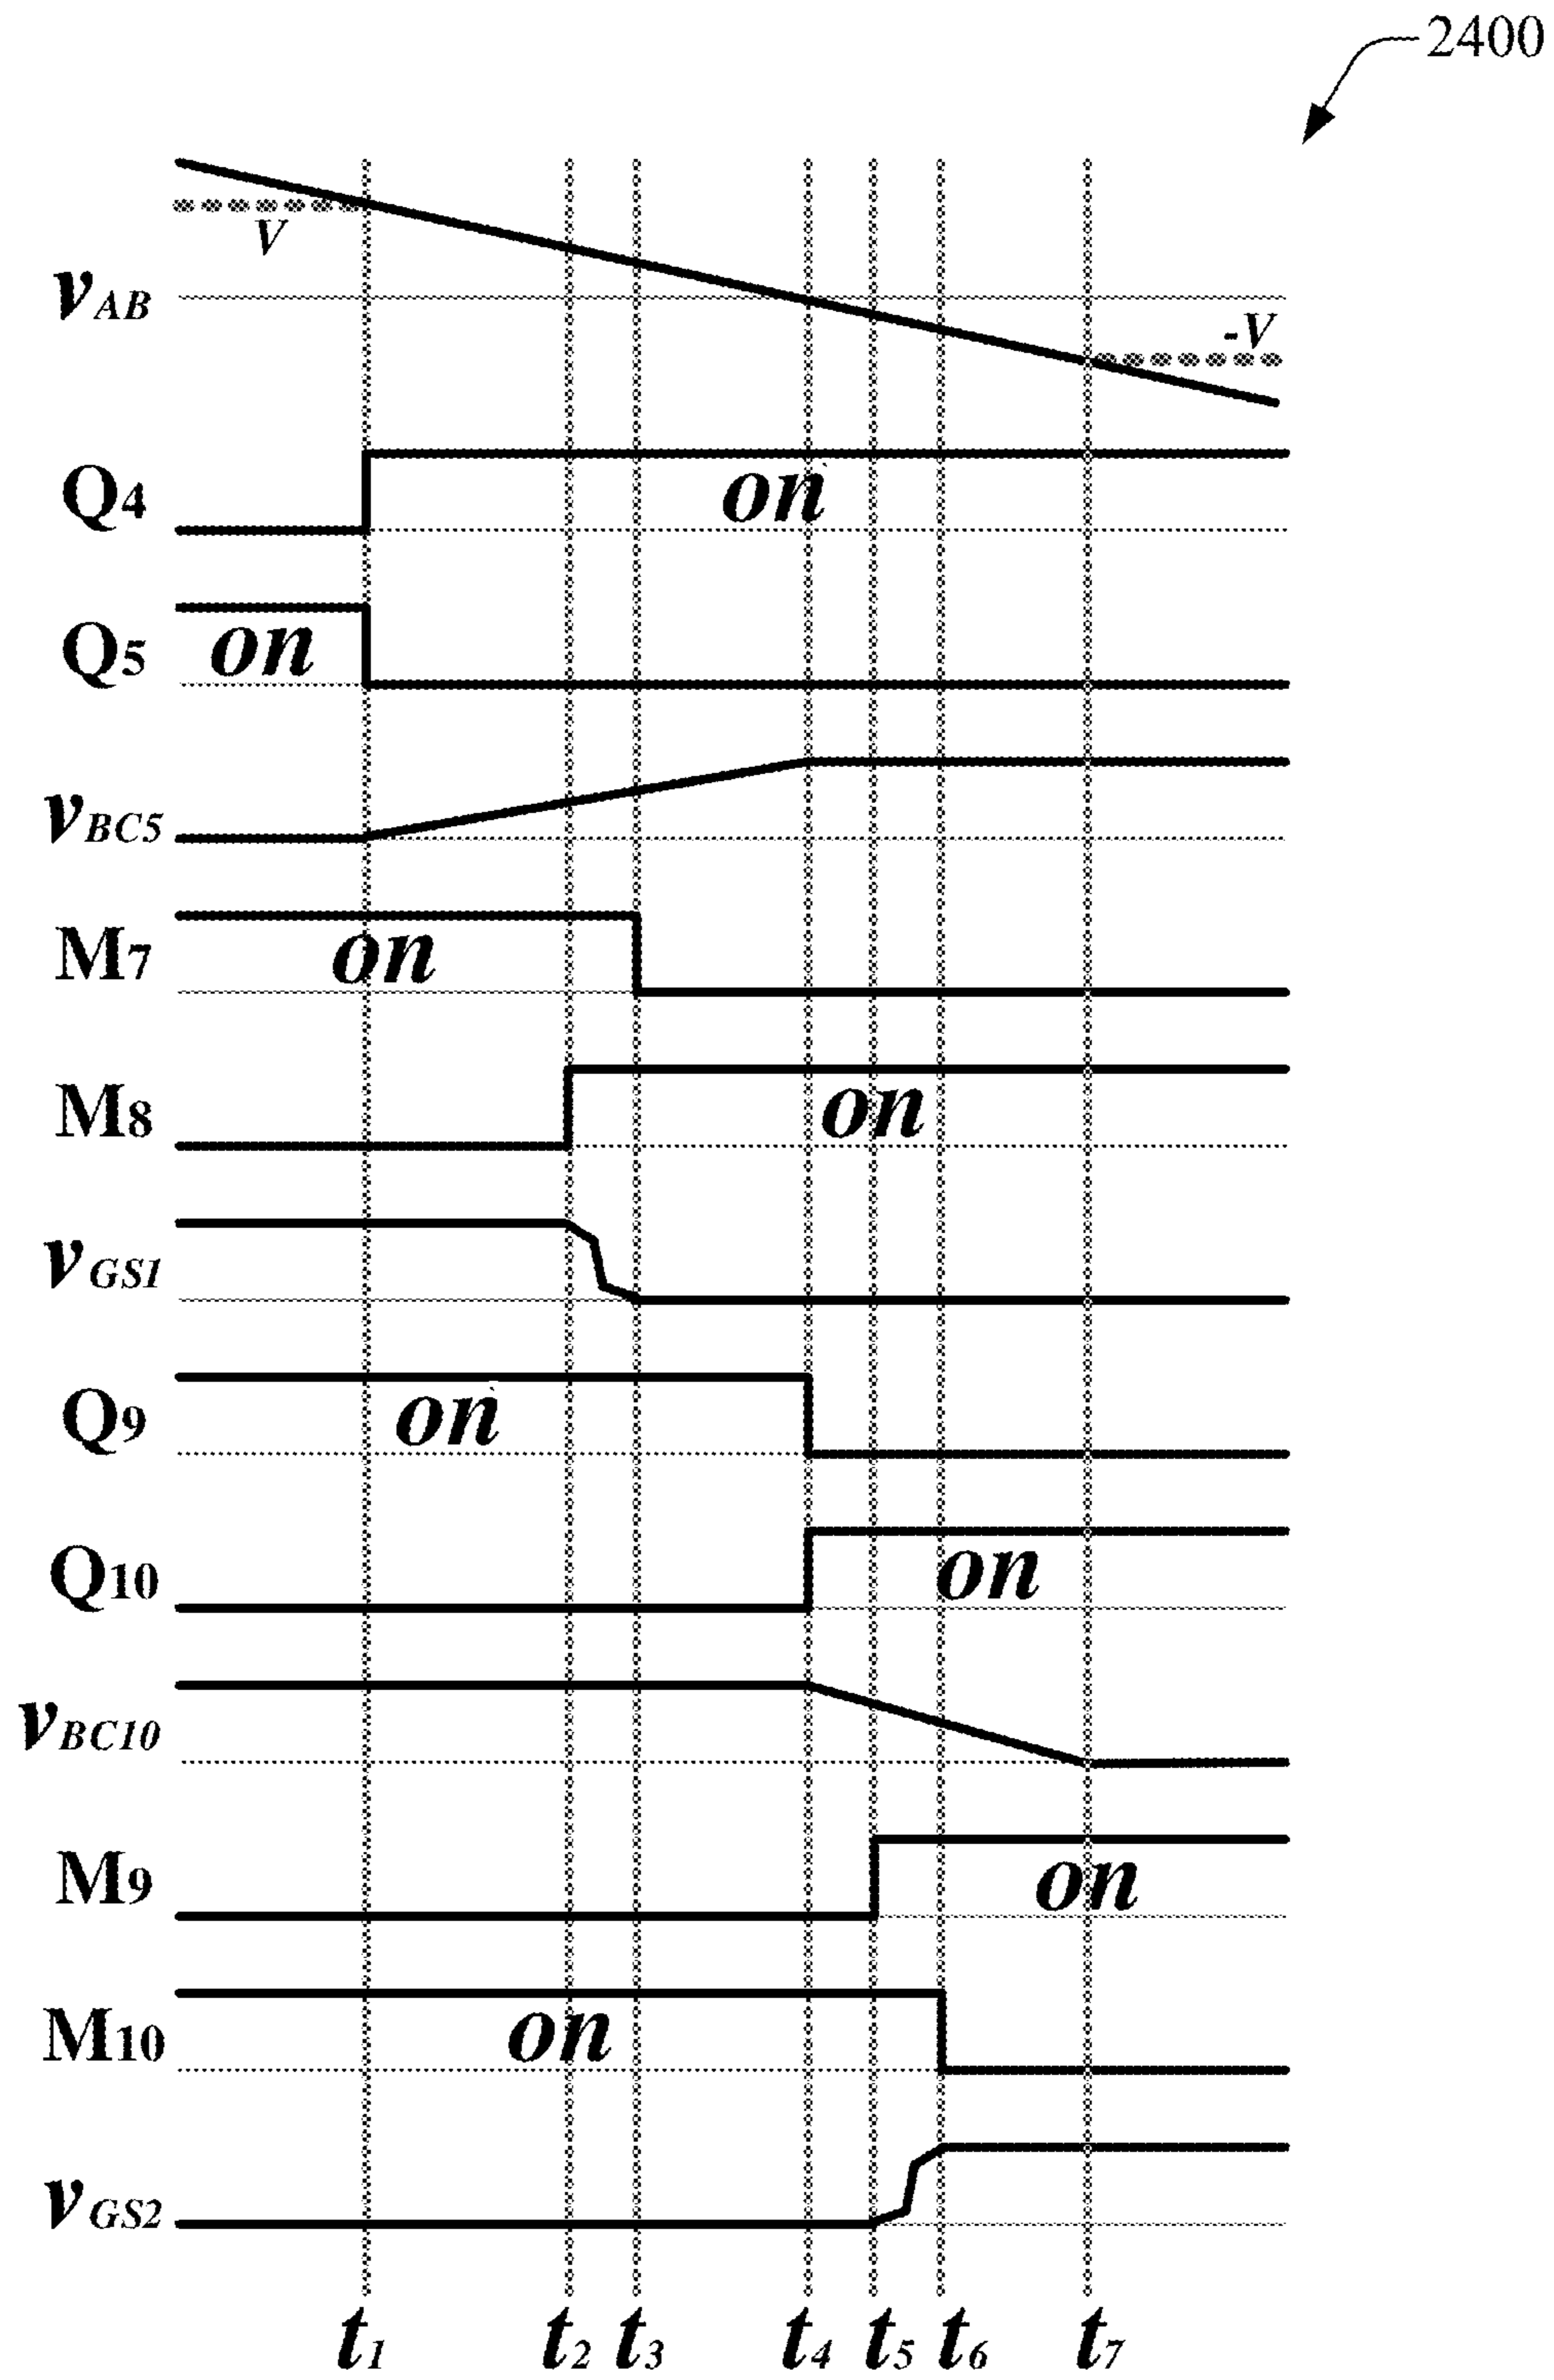 2400
V
vAB
-V
Q4 on
Q5 on
vBC5
M7 on
M8 on
vGS1
Q9 on
Q10 on
vBC10
M9 on
M10 on
vGS2
t1 t2 t3 t4 t5 t6 t7